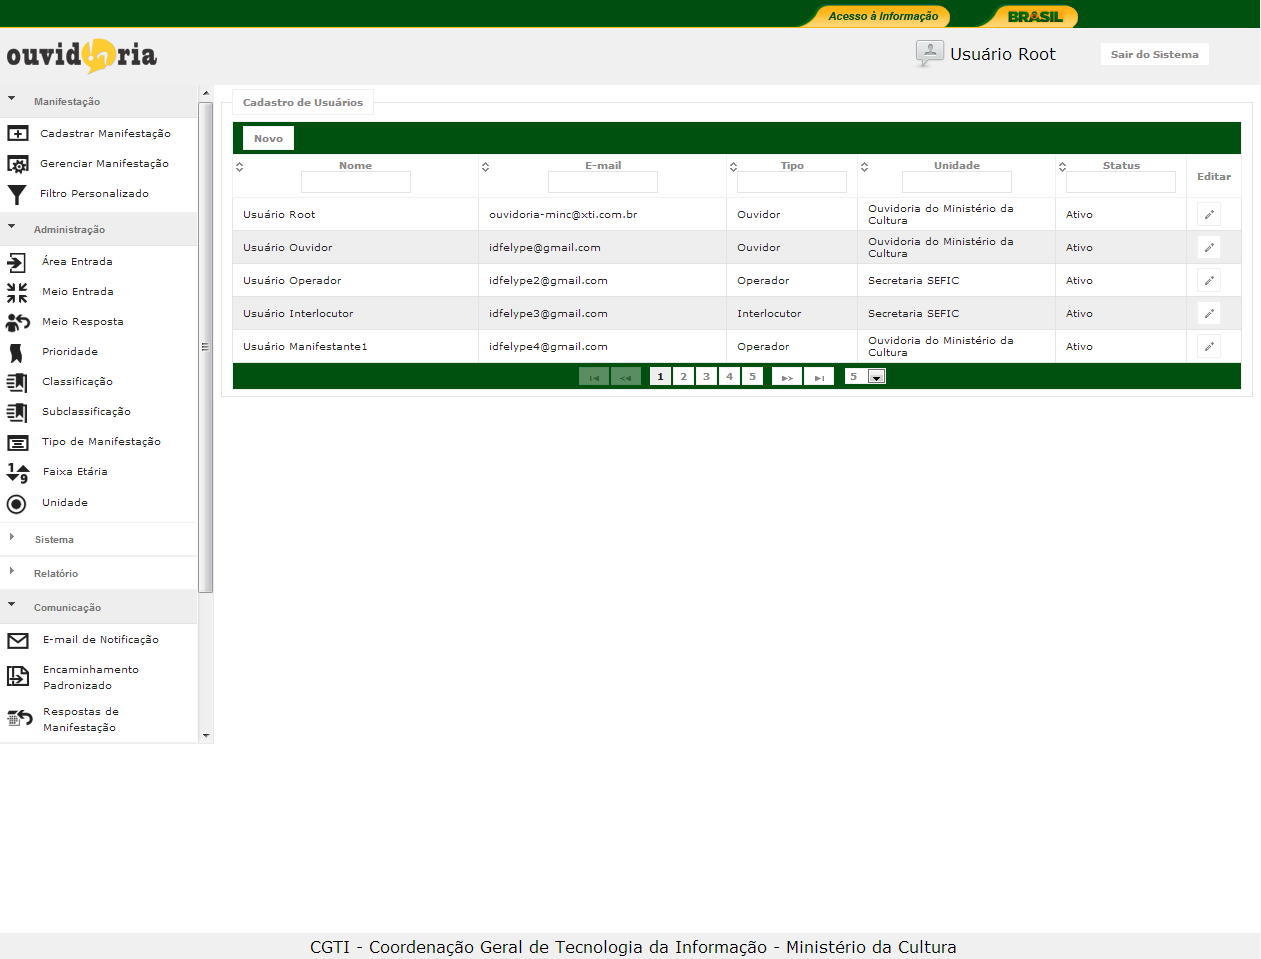 Acesso à Informação
BRASIL
ouvidoria
Usuário Root
Sair do Sistema
Manifestação
Cadastrar Manifestação
Gerenciar Manifestação
Filtro Personalizado
Administração
Área Entrada
Meio Entrada
Meio Resposta
Prioridade
Classificação
Subclassificação
Tipo de Manifestação
Faixa Etária
Unidade
Sistema
Relatório
Comunicação
E-mail de Notificação
Encaminhamento
Padronizado
Respostas de
Manifestação
Cadastro de Usuários
Novo
Nome E-mail Tipo Unidade Status Editar
Usuário Root ouvidoria-minc@xti.com.br Ouvidor Ouvidoria do Ministério da Cultura Ativo
Usuário Ouvidor idfelype@gmail.com Ouvidor Ouvidoria do Ministério da Cultura Ativo
Usuário Operador idfelype2@gmail.com Operador Secretaria SEFIC Ativo
Usuário Interlocutor idfelype3@gmail.com Interlocutor Secretaria SEFIC Ativo
Usuário Manifestante1 idfelype4@gmail.com Operador Ouvidoria do Ministério da Cultura Ativo
1 2 3 4 5 5
CGTI - Coordenação Geral de Tecnologia da Informação - Ministério da Cultura